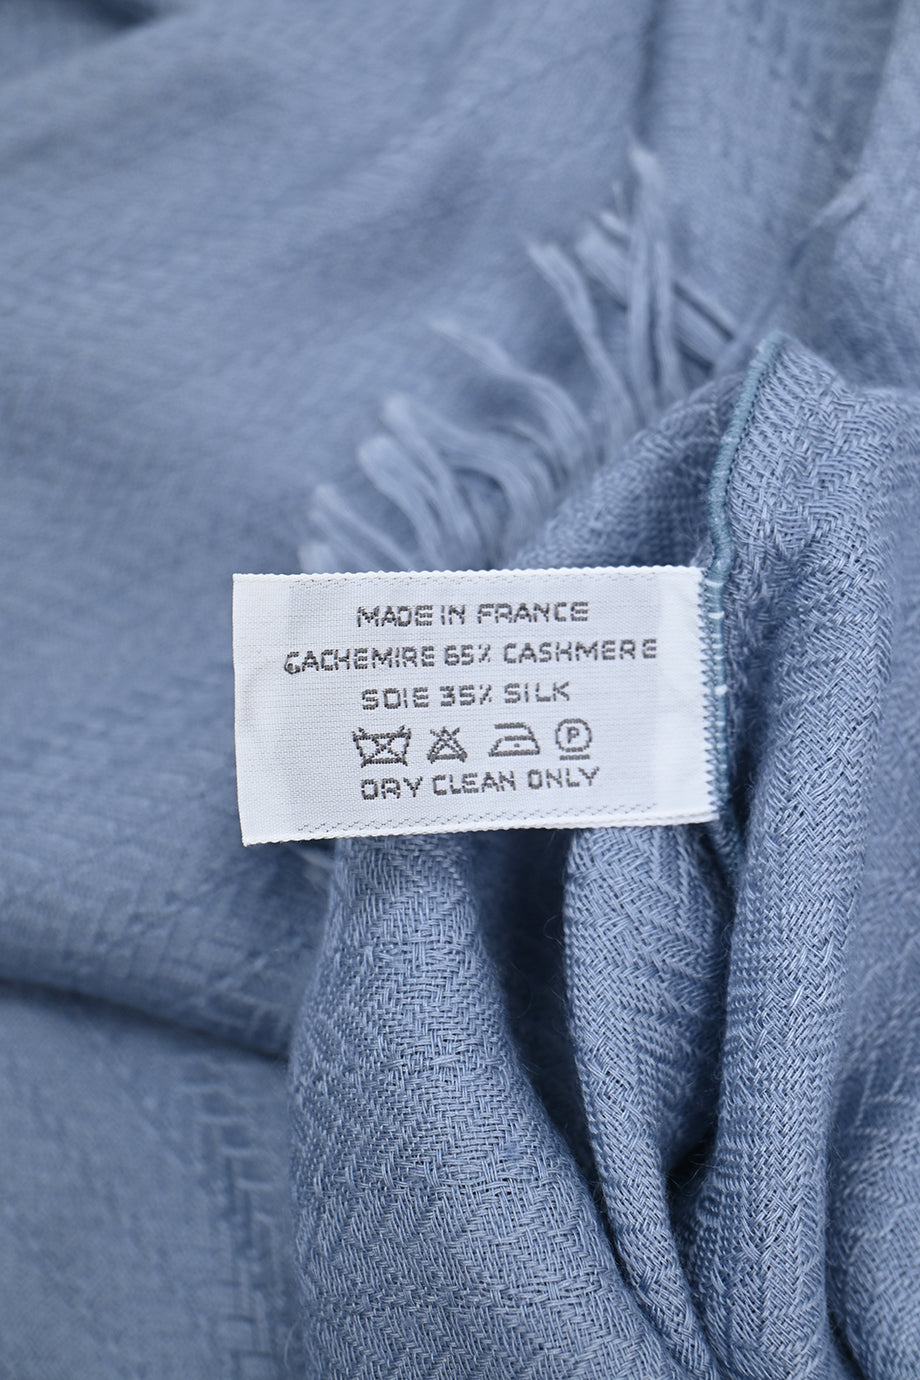 MADE IN FRANCE
CACHEMIRE 65% CASHMERE
SOIE 35% SILK
P
DRY CLEAN ONLY